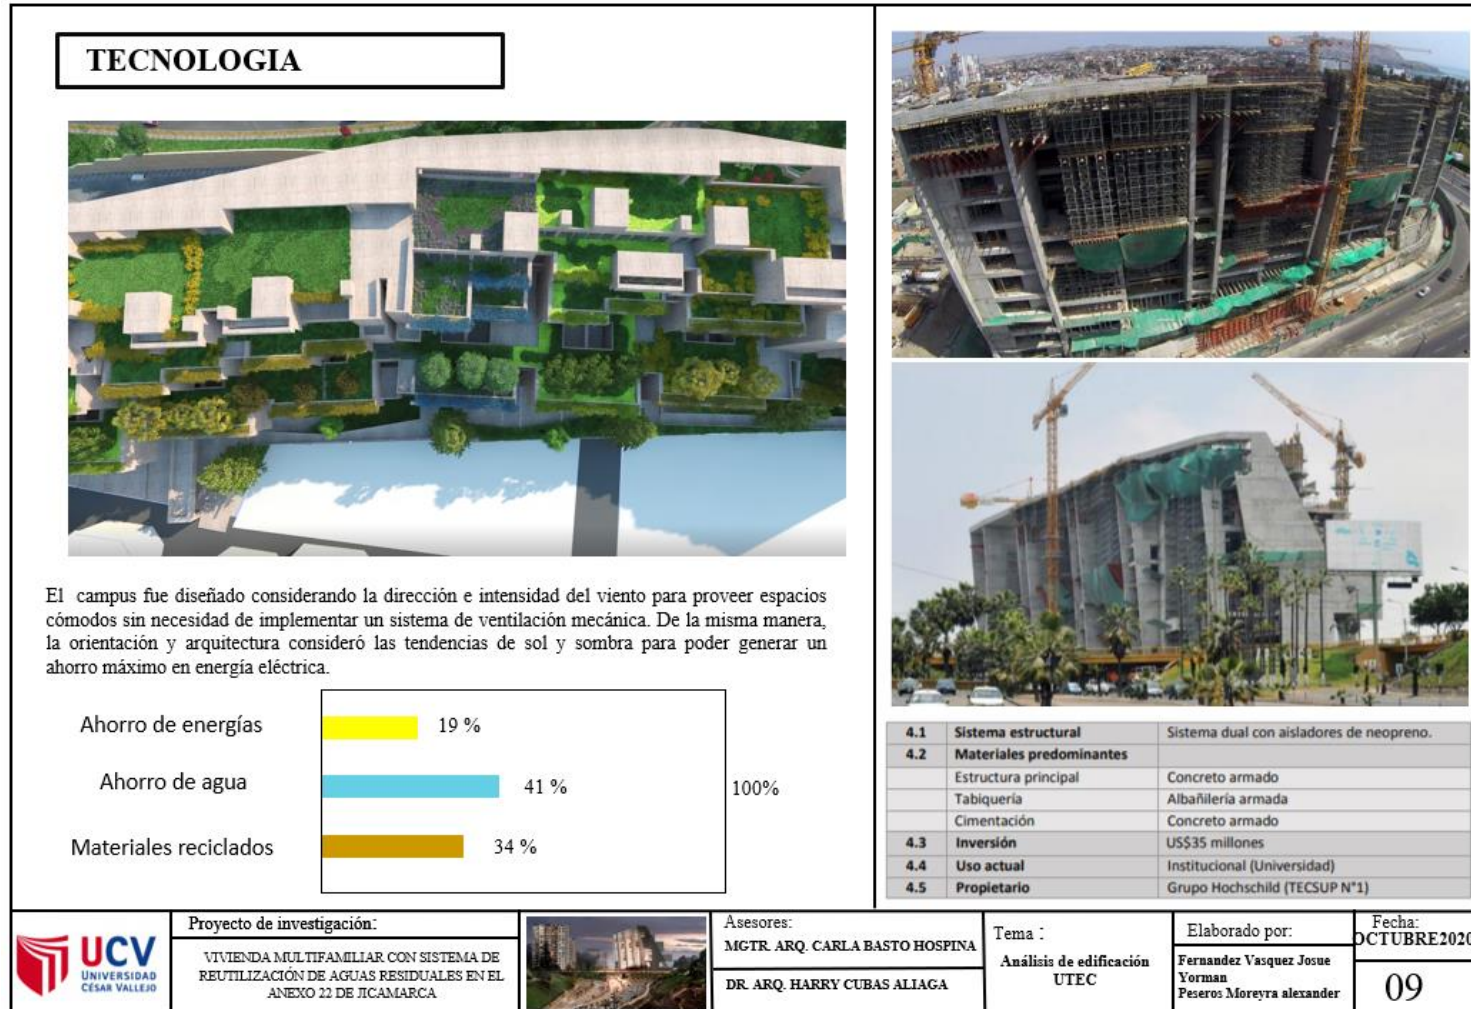 TECNOLOGIA
El campus fue diseñado considerando la dirección e intensidad del viento para proveer espacios
cómodos sin necesidad de implementar un sistema de ventilación mecánica. De la misma manera,
la orientación y arquitectura consideró las tendencias de sol y sombra para poder generar un
ahorro máximo en energía eléctrica.
Ahorro de energías 19 %
Ahorro de agua 41 % 100%
Materiales reciclados 34 %
4.1 Sistema estructural Sistema dual con aisladores de neopreno.
4.2 Materiales predominantes
Estructura principal Concreto armado
Tabiquería Albañilería armada
Cimentación Concreto armado
4.3 Inversión US$35 millones
4.4 Uso actual Institucional (Universidad)
4.5 Propietario Grupo Hochschild (TECSUP N°1)
UCV
UNIVERSIDAD
CÉSAR VALLEJO
Proyecto de investigación:
VIVIENDA MULTIFAMILIAR CON SISTEMA DE
REUTILIZACIÓN DE AGUAS RESIDUALES EN EL
ANEXO 22 DE JICAMARCA
Asesores:
MGTR. ARQ. CARLA BASTO HOSPINA
DR. ARQ. HARRY CUBAS ALIAGA
Tema :
Análisis de edificación
UTEC
Elaborado por:
Fernandez Vasquez Josue
Yorman
Peseros Moreyra alexander
Fecha:
OCTUBRE2020
09